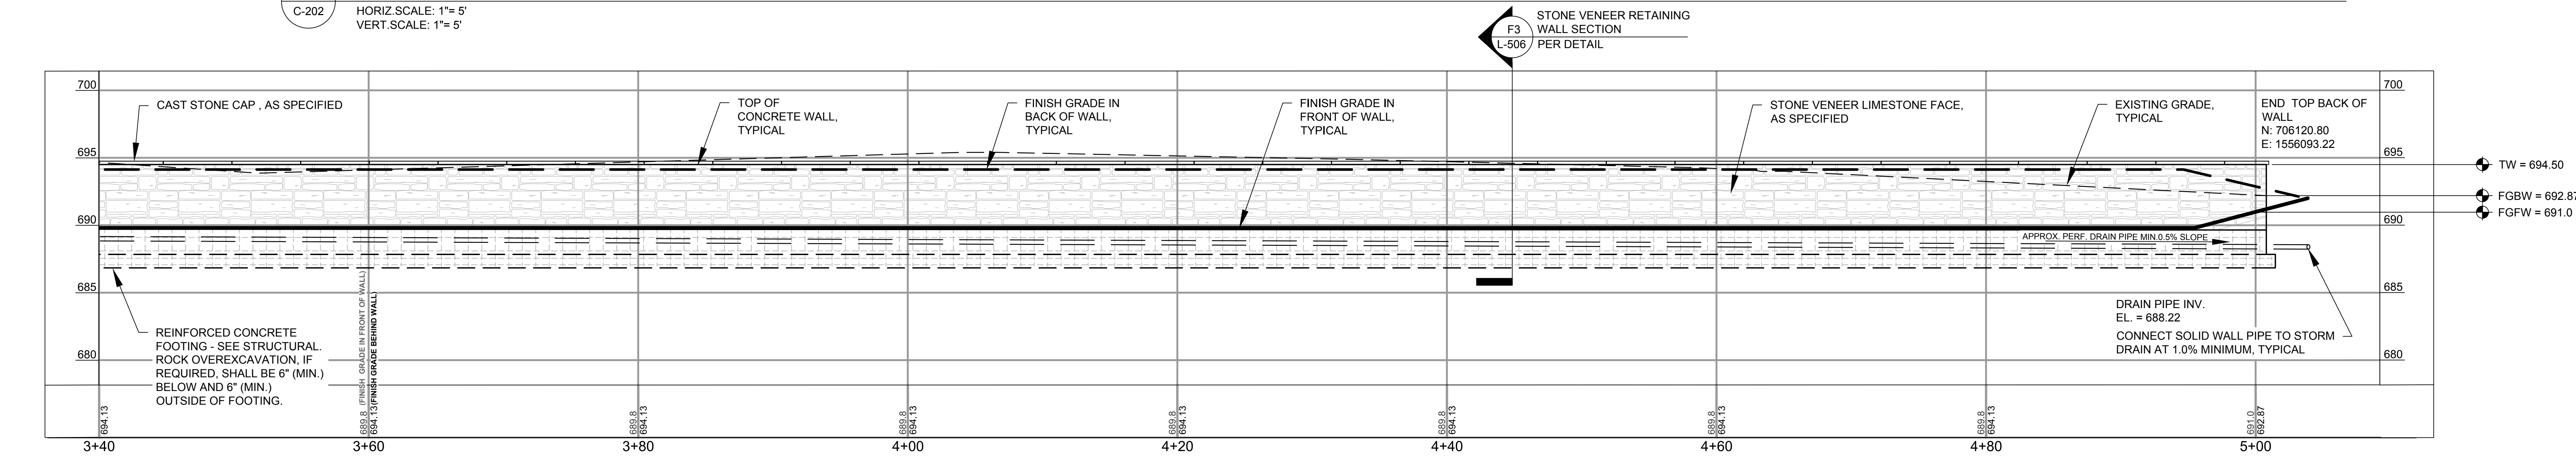 C-202
HORIZ.SCALE: 1"= 5'
VERT.SCALE: 1"= 5'
F3
L-506
STONE VENEER RETAINING
WALL SECTION
PER DETAIL
700
695
690
685
680
CAST STONE CAP , AS SPECIFIED
TOP OF
CONCRETE WALL,
TYPICAL
FINISH GRADE IN
BACK OF WALL,
TYPICAL
FINISH GRADE IN
FRONT OF WALL,
TYPICAL
STONE VENEER LIMESTONE FACE,
AS SPECIFIED
EXISTING GRADE,
TYPICAL
END TOP BACK OF
WALL
N: 706120.80
E: 1556093.22
700
695
690
685
680
TW = 694.50
FGBW = 692.87
FGFW = 691.0
APPROX. PERF. DRAIN PIPE MIN.0.5% SLOPE
DRAIN PIPE INV.
EL. = 688.22
CONNECT SOLID WALL PIPE TO STORM
DRAIN AT 1.0% MINIMUM, TYPICAL
REINFORCED CONCRETE
FOOTING - SEE STRUCTURAL.
ROCK OVEREXCAVATION, IF
REQUIRED, SHALL BE 6" (MIN.)
BELOW AND 6" (MIN.)
OUTSIDE OF FOOTING.
694.13
689.8 (FINISH GRADE IN FRONT OF WALL)
694.13 (FINISH GRADE BEHIND WALL)
689.8
694.13
689.8
694.13
689.8
694.13
689.8
694.13
689.8
694.13
689.8
694.13
691.0
692.87
3+40
3+60
3+80
4+00
4+20
4+40
4+60
4+80
5+00